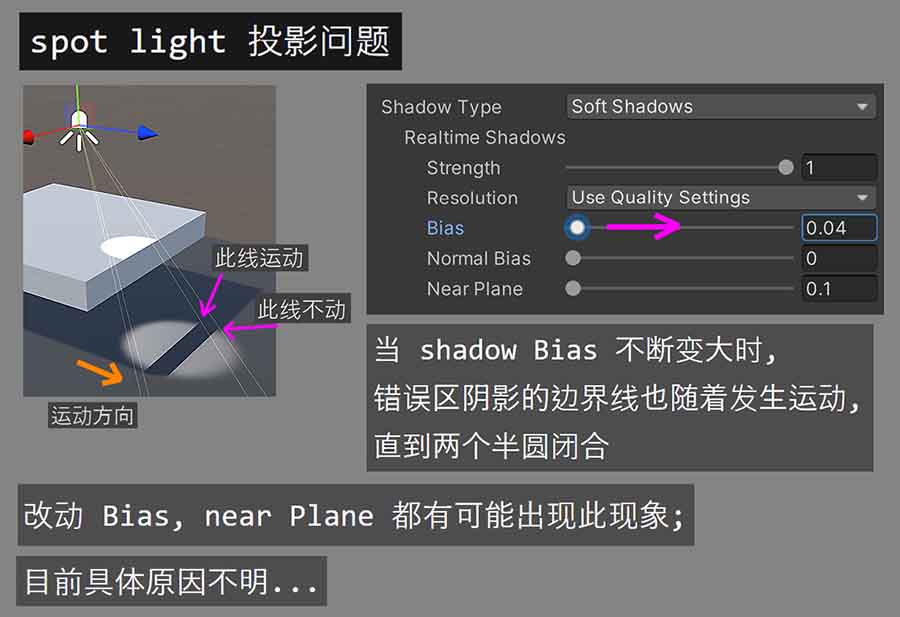 spot light 投影问题
此线运动
此线不动
运动方向
Shadow Type Soft Shadows
Realtime Shadows
Strength 1
Resolution Use Quality Settings
Bias 0.04
Normal Bias 0
Near Plane 0.1
当 shadow Bias 不断变大时,
错误区阴影的边界线也随着发生运动,
直到两个半圆闭合
改动 Bias, near Plane 都有可能出现此现象;
目前具体原因不明...